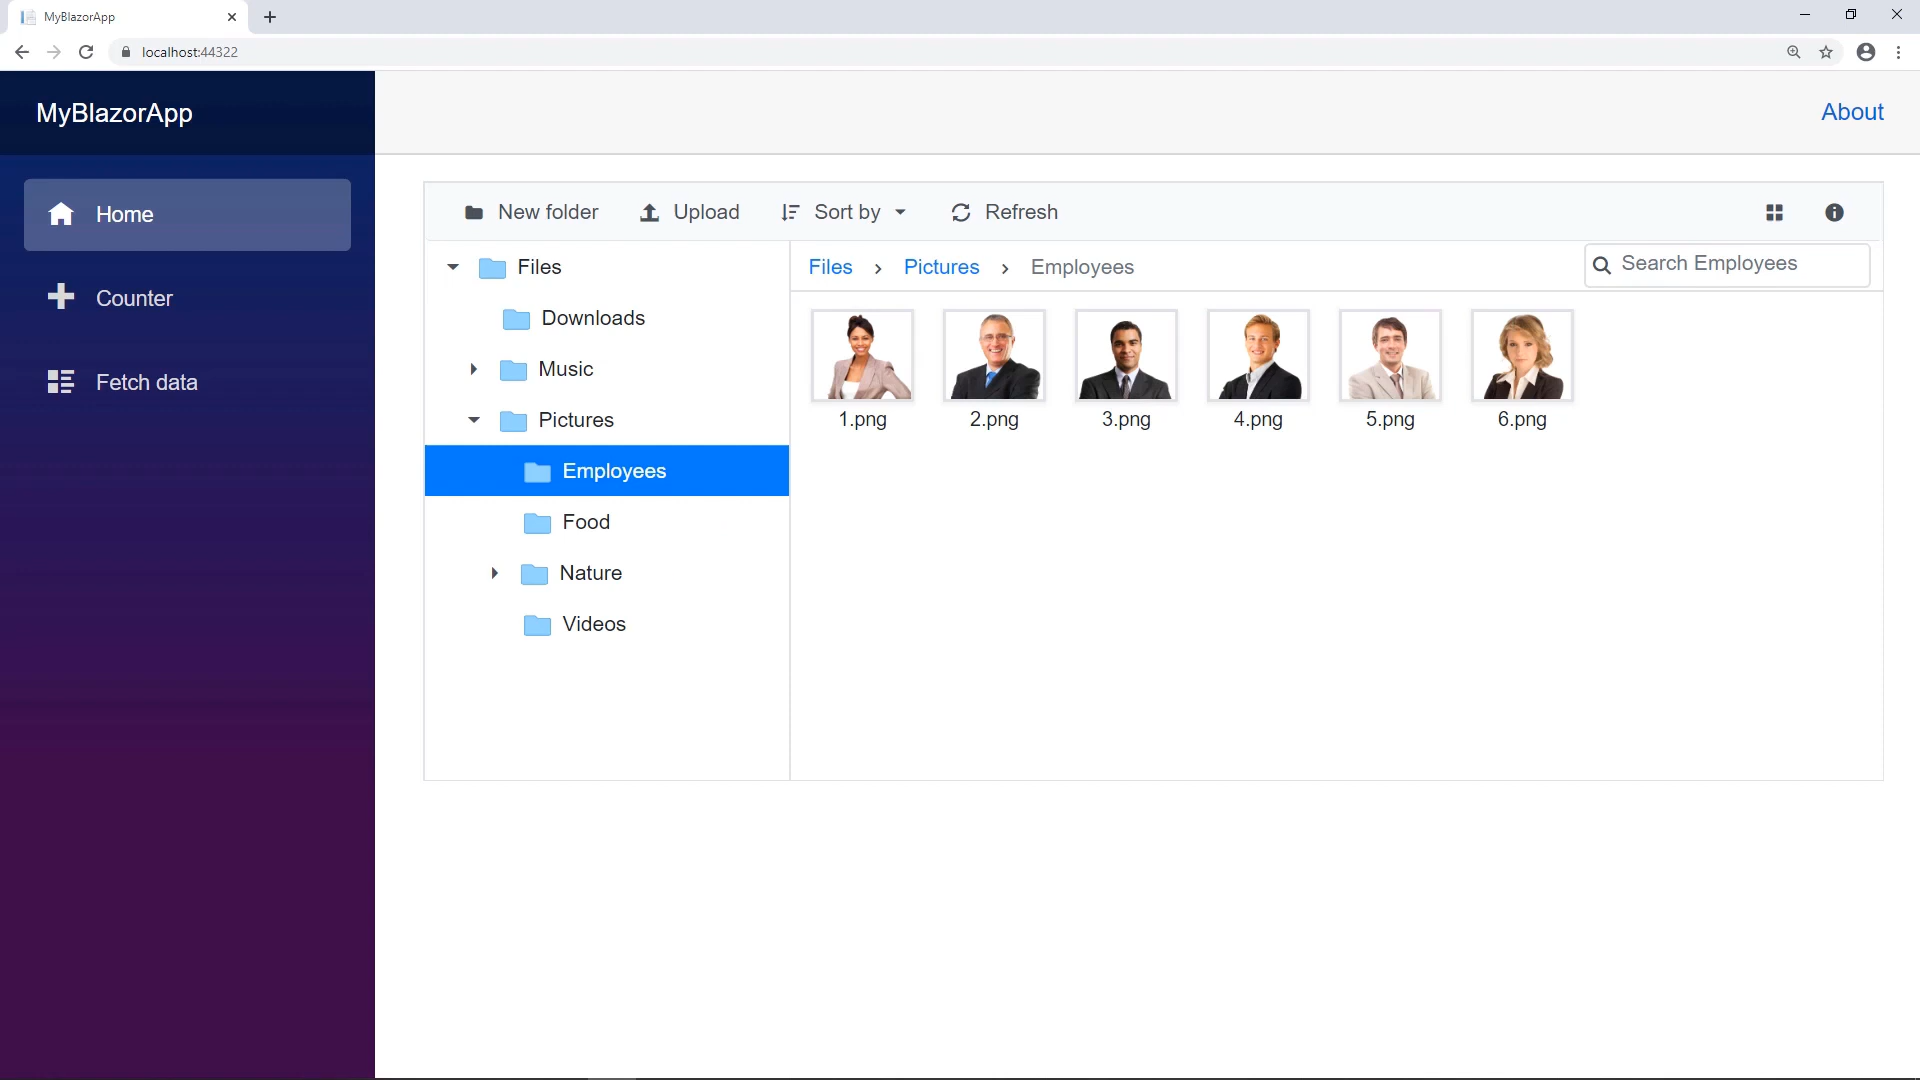 MyBlazorApp
localhost:44322
MyBlazorApp
About
Home
Counter
Fetch data
New folder Upload Sort by Refresh
Files
Downloads
Music
Pictures
Employees
Food
Nature
Videos
Files > Pictures > Employees
Search Employees
1.png 2.png 3.png 4.png 5.png 6.png